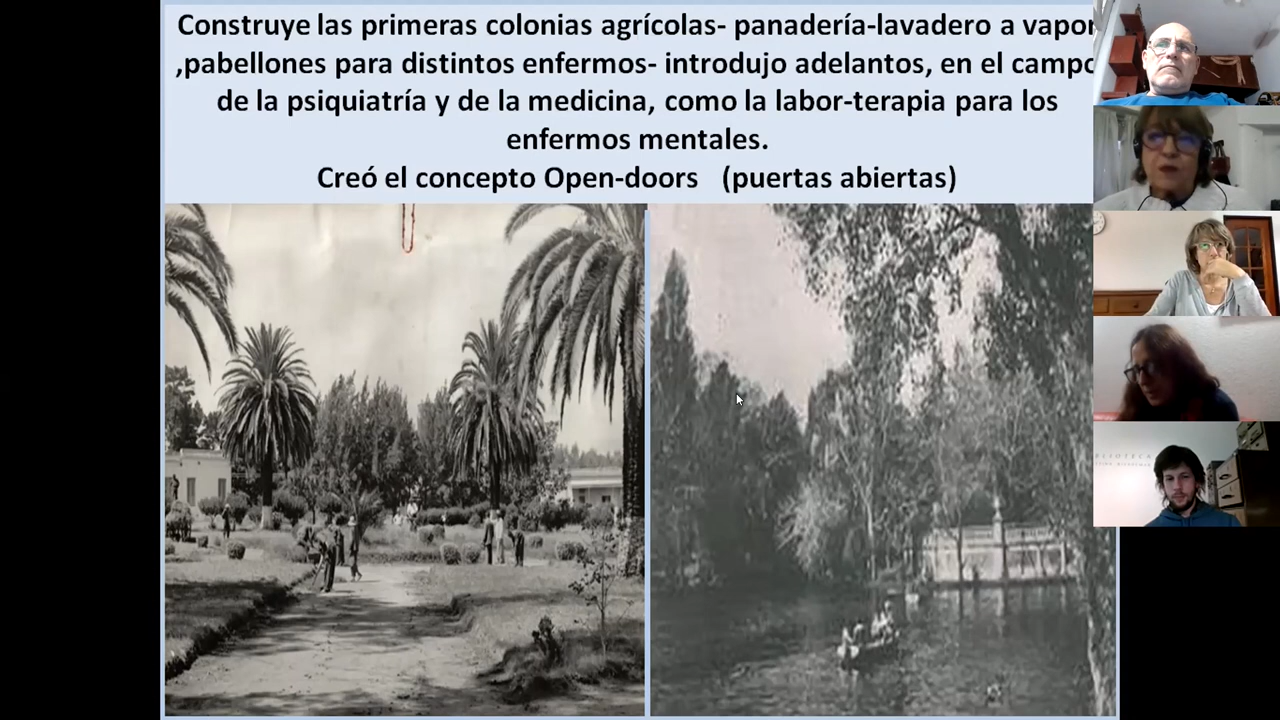 Construye las primeras colonias agrícolas- panadería-lavadero a vapor
,pabellones para distintos enfermos- introdujo adelantos, en el campo
de la psiquiatría y de la medicina, como la labor-terapia para los
enfermos mentales.
Creó el concepto Open-doors (puertas abiertas)